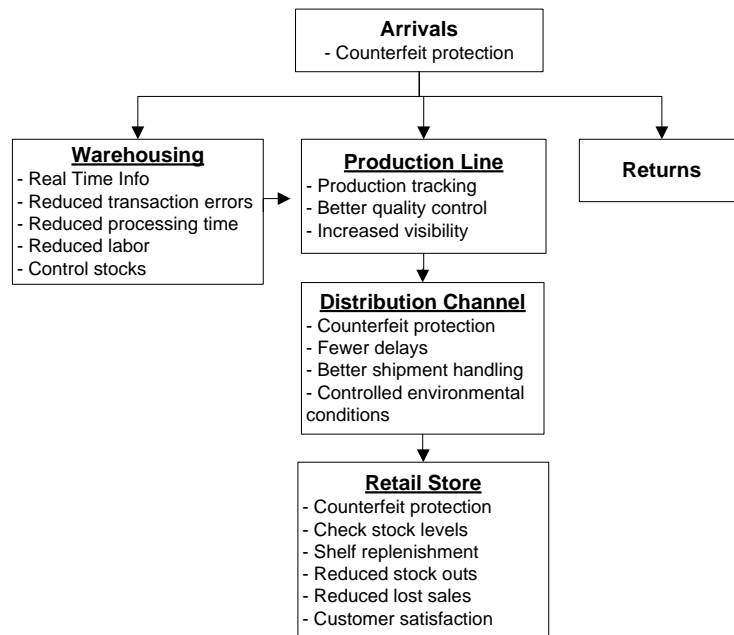 Arrivals
- Counterfeit protection
Warehousing
- Real Time Info
- Reduced transaction errors
- Reduced processing time
- Reduced labor
- Control stocks
Production Line
- Production tracking
- Better quality control
- Increased visibility
Returns
Distribution Channel
- Counterfeit protection
- Fewer delays
- Better shipment handling
- Controlled environmental
conditions
Retail Store
- Counterfeit protection
- Check stock levels
- Shelf replenishment
- Reduced stock outs
- Reduced lost sales
- Customer satisfaction